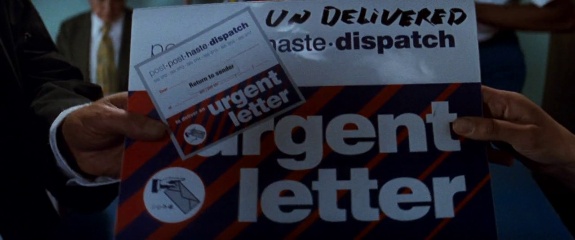 UN DELIVERED
haste·dispatch
post-post-haste-dispatch
Return to sender
urgent
letter
urgent
letter